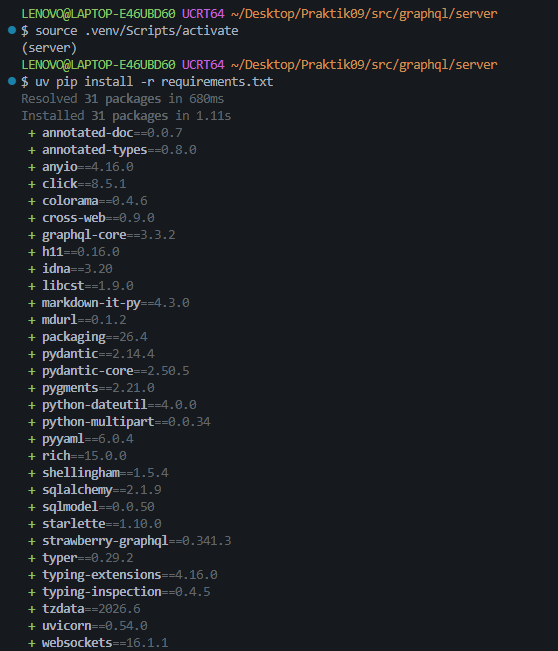 LENOVO@LAPTOP-E46UBD60 UCRT64 ~/Desktop/Praktik09/src/graphql/server
$ source .venv/Scripts/activate
(server)
LENOVO@LAPTOP-E46UBD60 UCRT64 ~/Desktop/Praktik09/src/graphql/server
$ uv pip install -r requirements.txt
Resolved 31 packages in 680ms
Installed 31 packages in 1.11s
+ annotated-doc==0.0.7
+ annotated-types==0.8.0
+ anyio==4.16.0
+ click==8.5.1
+ colorama==0.4.6
+ cross-web==0.9.0
+ graphql-core==3.3.2
+ h11==0.16.0
+ idna==3.20
+ libcst==1.9.0
+ markdown-it-py==4.3.0
+ mdurl==0.1.2
+ packaging==26.4
+ pydantic==2.14.4
+ pydantic-core==2.50.5
+ pygments==2.21.0
+ python-dateutil==4.0.0
+ python-multipart==0.0.34
+ pyyaml==6.0.4
+ rich==15.0.0
+ shellingham==1.5.4
+ sqlalchemy==2.1.9
+ sqlmodel==0.0.50
+ starlette==1.10.0
+ strawberry-graphql==0.341.3
+ typer==0.29.2
+ typing-extensions==4.16.0
+ typing-inspection==0.4.5
+ tzdata==2026.6
+ uvicorn==0.54.0
+ websockets==16.1.1